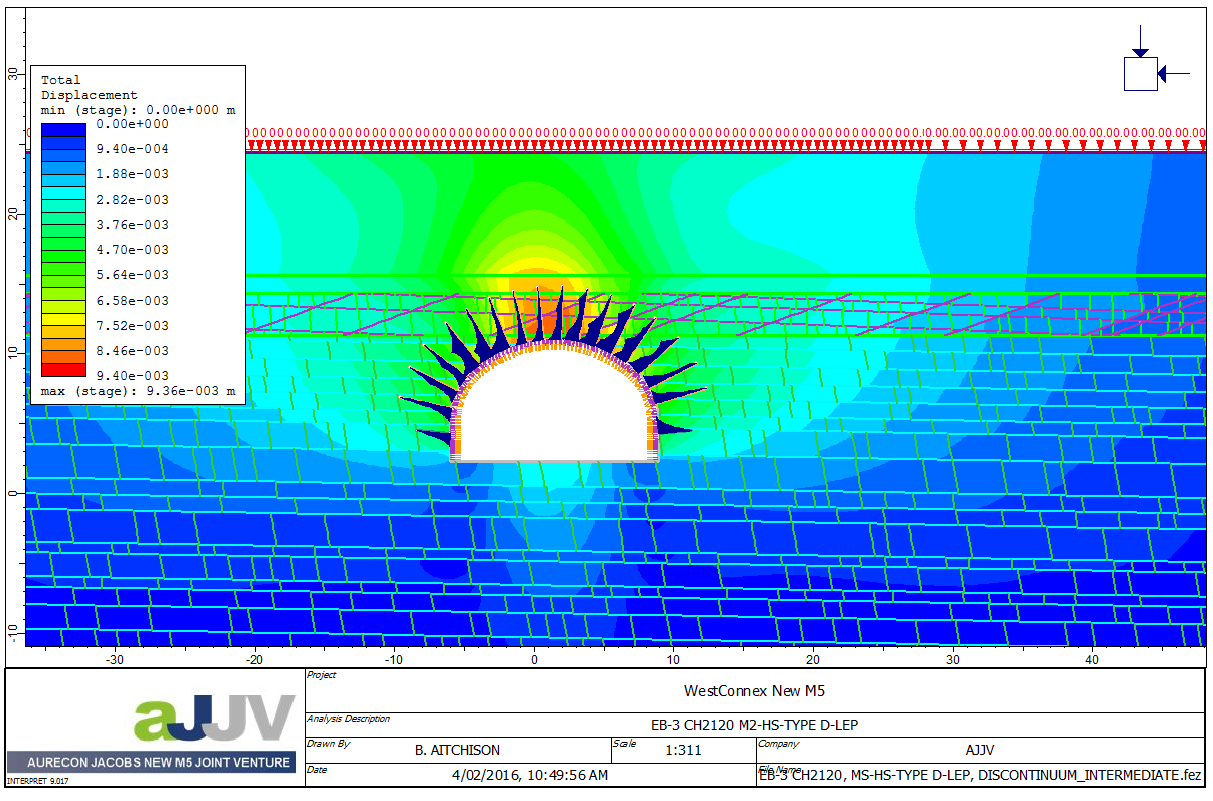 30
Total
Displacement
min (stage): 0.00e+000 m
0.00e+000
9.40e-004
1.88e-003
2.82e-003
3.76e-003
4.70e-003
5.64e-003
6.58e-003
7.52e-003
8.46e-003
9.40e-003
max (stage): 9.36e-003 m
20
10
0
-10
-30 -20 -10 0 10 20 30 40
Project
WestConnex New M5
Analysis Description
EB-3 CH2120 M2-HS-TYPE D-LEP
Drawn By B. AITCHISON Scale 1:311 Company AJJV
Date 4/02/2016, 10:49:56 AM File Name EB-3 CH2120, MS-HS-TYPE D-LEP, DISCONTINUUM_INTERMEDIATE.fez
aJJV
AURECON JACOBS NEW M5 JOINT VENTURE
INTERPRET 9.017